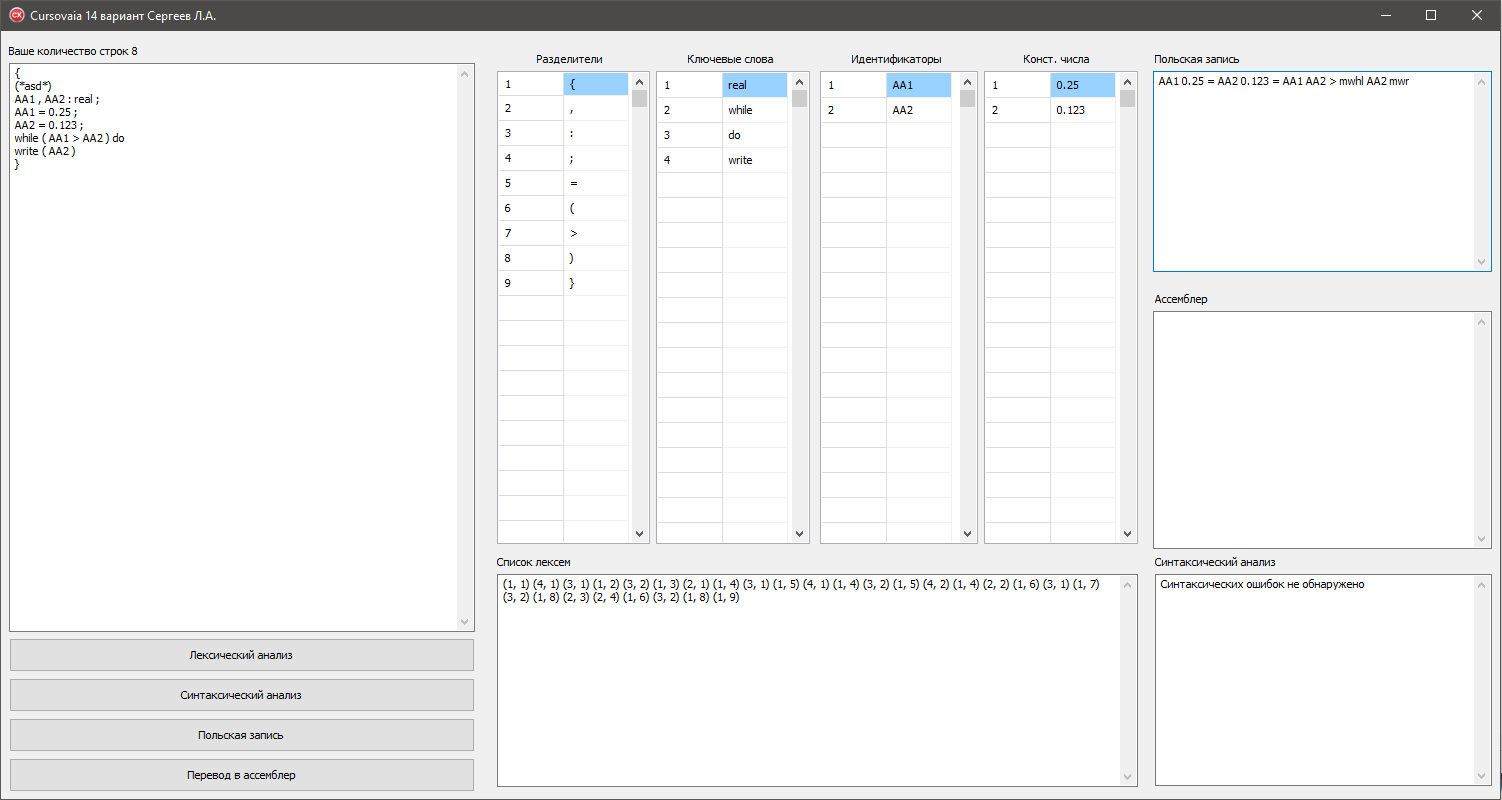 Cursovaia 14 вариант Сергеев Л.А.
Ваше количество строк 8
{
(*asd*)
AA1 , AA2 : real ;
AA1 = 0.25 ;
AA2 = 0.123 ;
while ( AA1 > AA2 ) do
write ( AA2 )
}
Лексический анализ
Синтаксический анализ
Польская запись
Перевод в ассемблер
Разделители
1 {
2 ,
3 :
4 ;
5 =
6 (
7 >
8 )
9 }
Ключевые слова
1 real
2 while
3 do
4 write
Идентификаторы
1 AA1
2 AA2
Конст. числа
1 0.25
2 0.123
Список лексем
(1, 1) (4, 1) (3, 1) (1, 2) (3, 2) (1, 3) (2, 1) (1, 4) (3, 1) (1, 5) (4, 1) (1, 4) (3, 2) (1, 5) (4, 2) (1, 4) (2, 2) (1, 6) (3, 1) (1, 7)
(3, 2) (1, 8) (2, 3) (2, 4) (1, 6) (3, 2) (1, 8) (1, 9)
Польская запись
AA1 0.25 = AA2 0.123 = AA1 AA2 > mwhl AA2 mwr
Ассемблер
Синтаксический анализ
Синтаксических ошибок не обнаружено